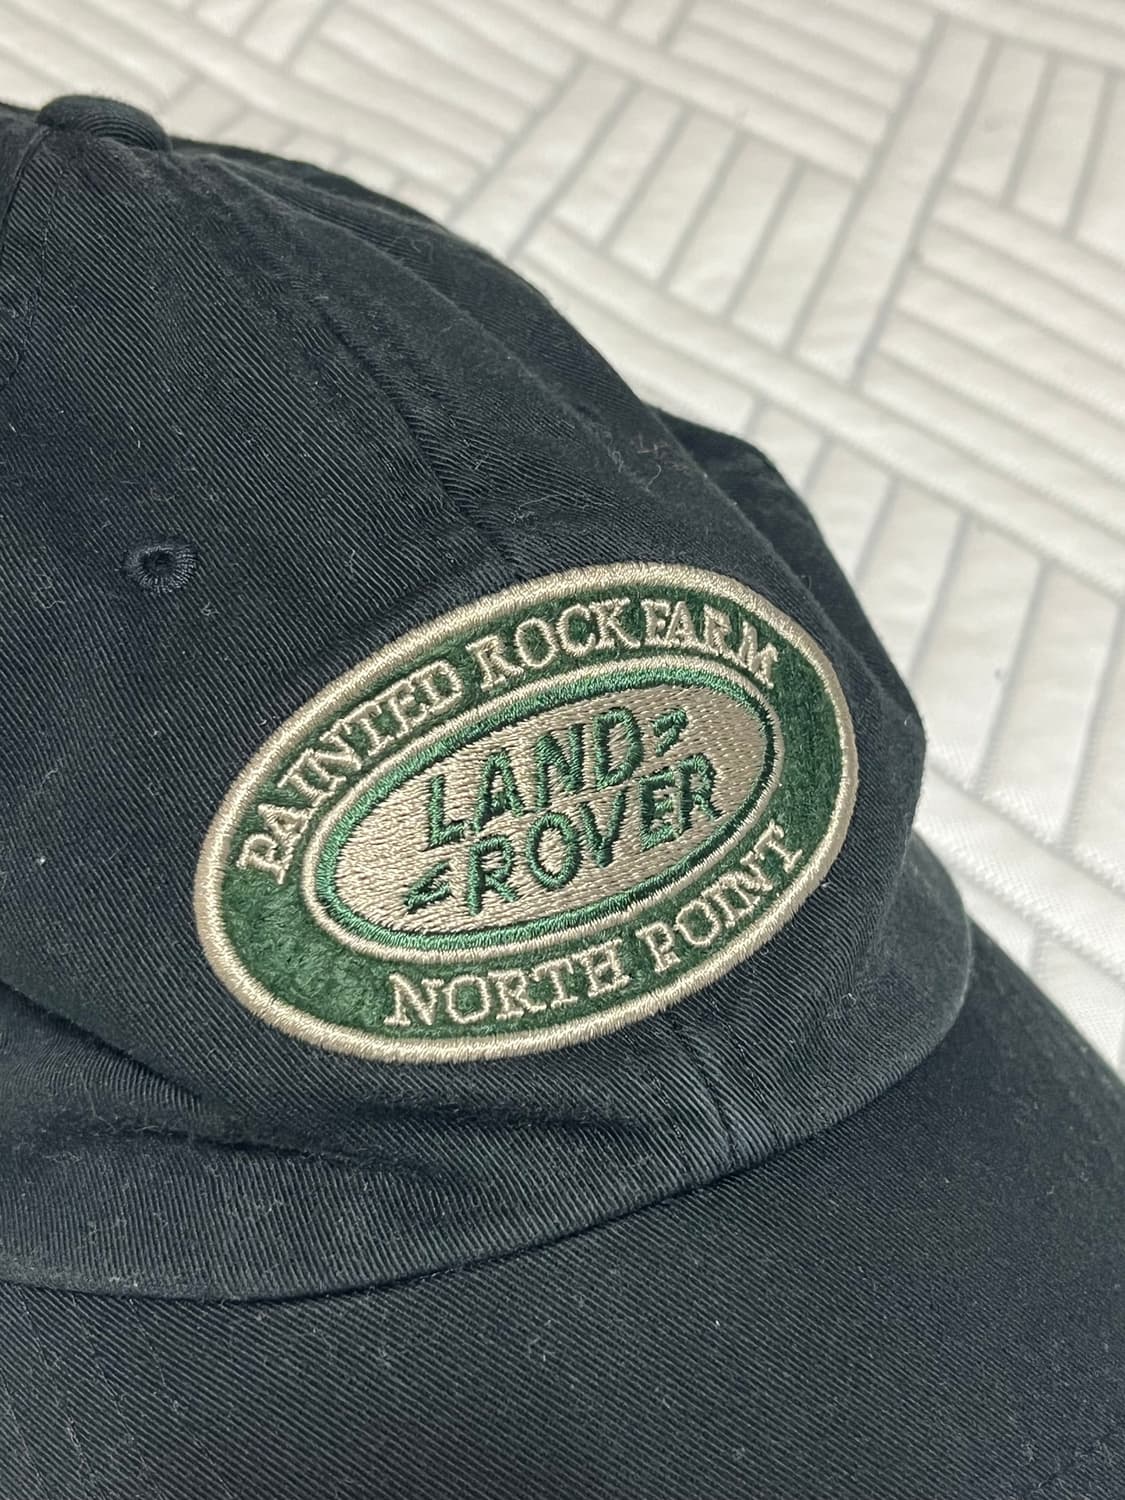 PAINTED ROCK FARM
LAND
ROVER
NORTH POINT